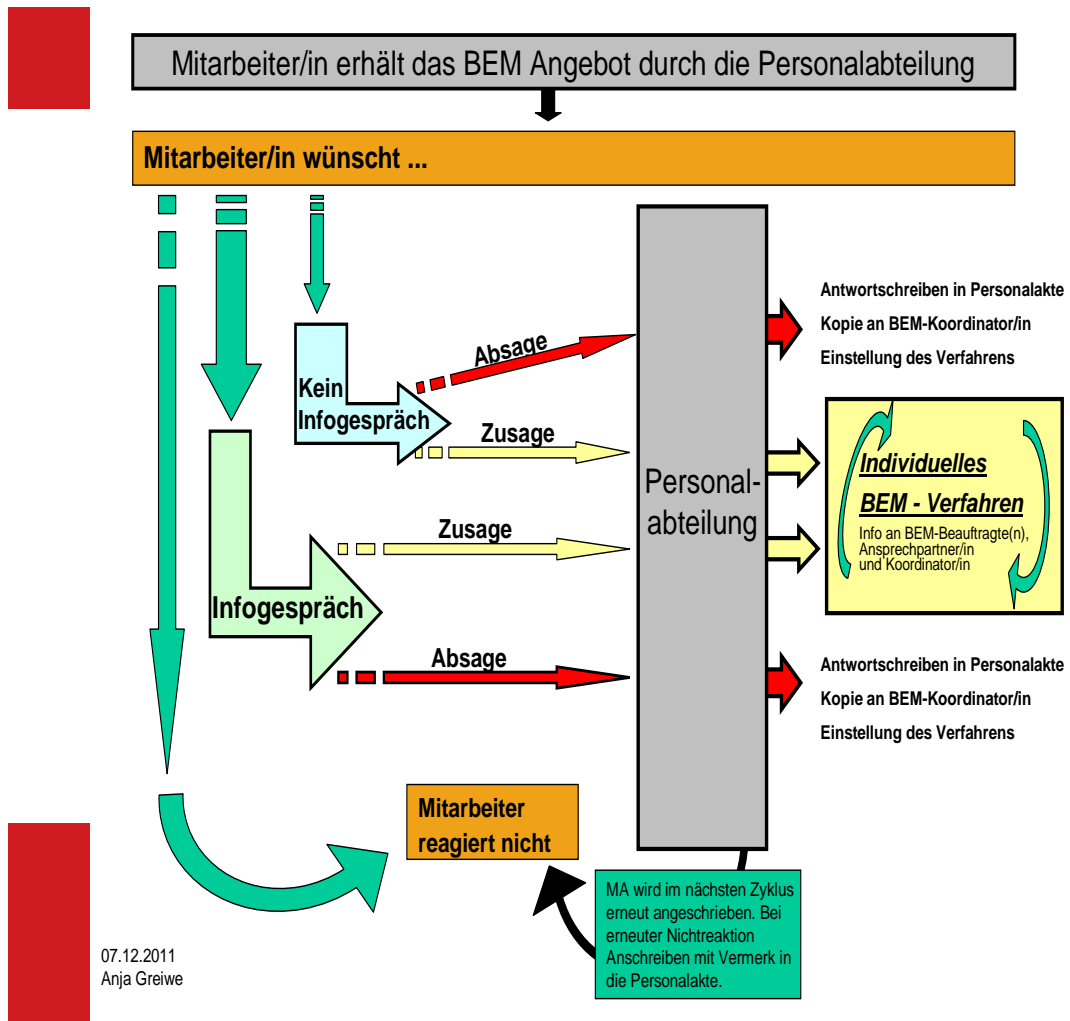 Mitarbeiter/in erhält das BEM Angebot durch die Personalabteilung
Mitarbeiter/in wünscht ...
Kein
Infogespräch
Absage
Zusage
Infogespräch
Zusage
Absage
Personal-
abteilung
Antwortschreiben in Personalakte
Kopie an BEM-Koordinator/in
Einstellung des Verfahrens
Individuelles
BEM - Verfahren
Info an BEM-Beauftragte(n),
Ansprechpartner/in
und Koordinator/in
Antwortschreiben in Personalakte
Kopie an BEM-Koordinator/in
Einstellung des Verfahrens
Mitarbeiter
reagiert nicht
MA wird im nächsten Zyklus
erneut angeschrieben. Bei
erneuter Nichtreaktion
Anschreiben mit Vermerk in
die Personalakte.
07.12.2011
Anja Greiwe